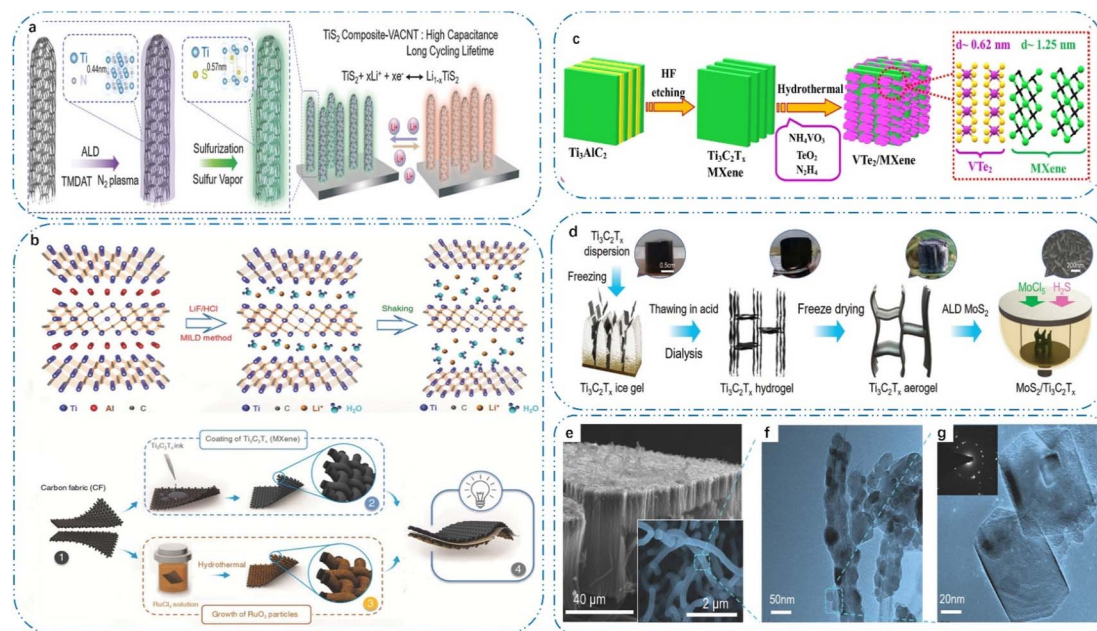 a
Ti
N
0.44nm
Ti
S
0.57nm
ALD
TMDAT N₂ plasma
Sulfurization
Sulfur Vapor
TiS₂ Composite-VACNT : High Capacitance
Long Cycling Lifetime
TiS₂+ xLi⁺ + xe⁻ ⟷ Li₁₋ₓTiS₂
b
LiF/HCl
MILD method
Shaking
Ti Al C
Ti C Li⁺ H₂O
Ti C Li⁺ H₂O
Ti₃C₂Tₓ ink
Coating of Ti₃C₂Tₓ (MXene)
2
Carbon fabric (CF)
1
4
Hydrothermal
RuCl₃ solution
3
Growth of RuO₂ particles
c
HF
etching
Hydrothermal
NH₄VO₃
TeO₂
N₂H₄
Ti₃AlC₂
Ti₃C₂Tₓ
MXene
VTe₂/MXene
d~ 0.62 nm
d~ 1.25 nm
VTe₂
MXene
d
Ti₃C₂Tₓ
dispersion
0.5cm
Freezing
Thawing in acid
Dialysis
Freeze drying
ALD MoS₂
200nm
MoCl₅
H₂S
Ti₃C₂Tₓ ice gel
Ti₃C₂Tₓ hydrogel
Ti₃C₂Tₓ aerogel
MoS₂/Ti₃C₂Tₓ
e
40 µm
2 µm
f
50nm
g
20nm